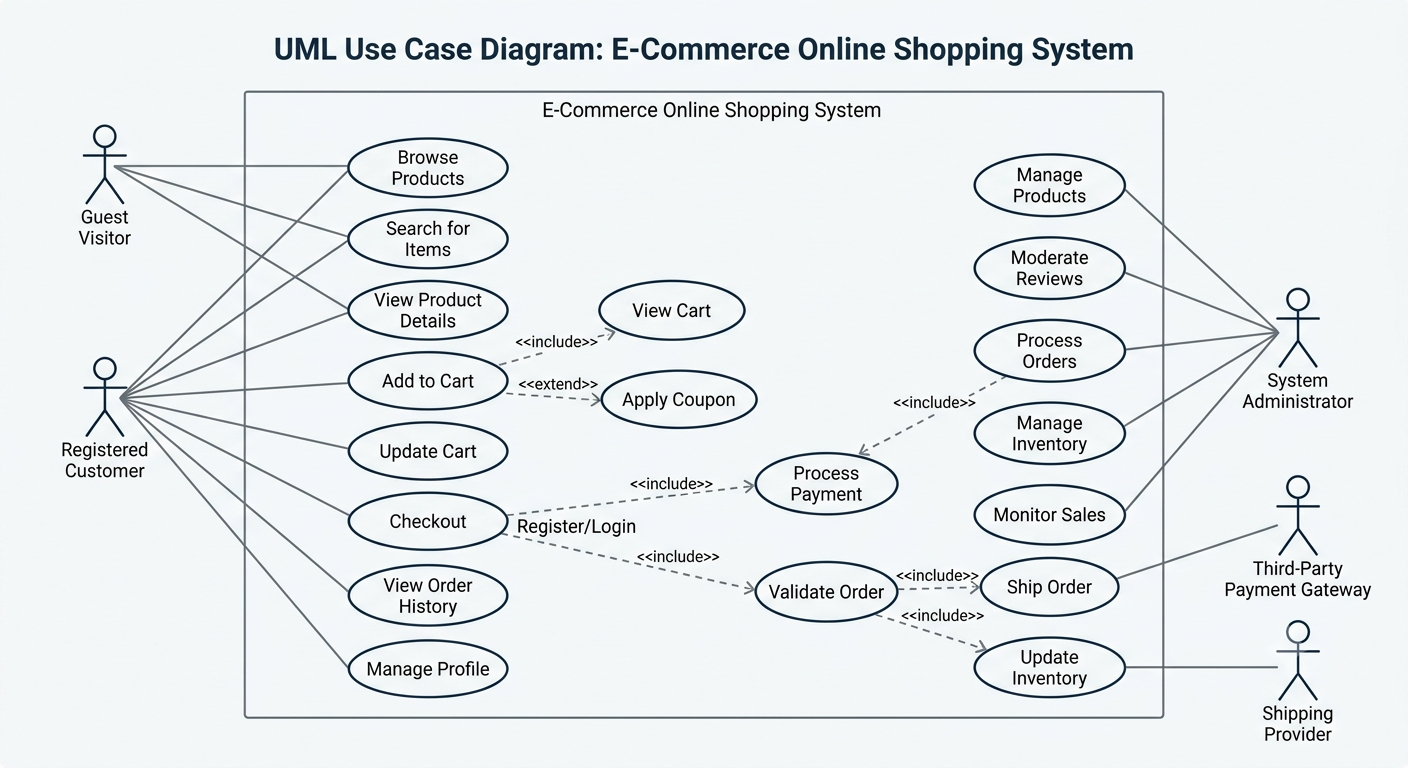 UML Use Case Diagram: E-Commerce Online Shopping System
E-Commerce Online Shopping System
Guest
Visitor
Registered
Customer
Browse
Products
Search for
Items
View Product
Details
Add to Cart
Update Cart
Checkout
View Order
History
Manage Profile
<<include>>
View Cart
<<extend>>
Apply Coupon
<<include>>
Register/Login
<<include>>
Process
Payment
Validate Order
<<include>>
<<include>>
<<include>>
Manage
Products
Moderate
Reviews
Process
Orders
Manage
Inventory
Monitor Sales
Ship Order
Update
Inventory
System
Administrator
Third-Party
Payment Gateway
Shipping
Provider